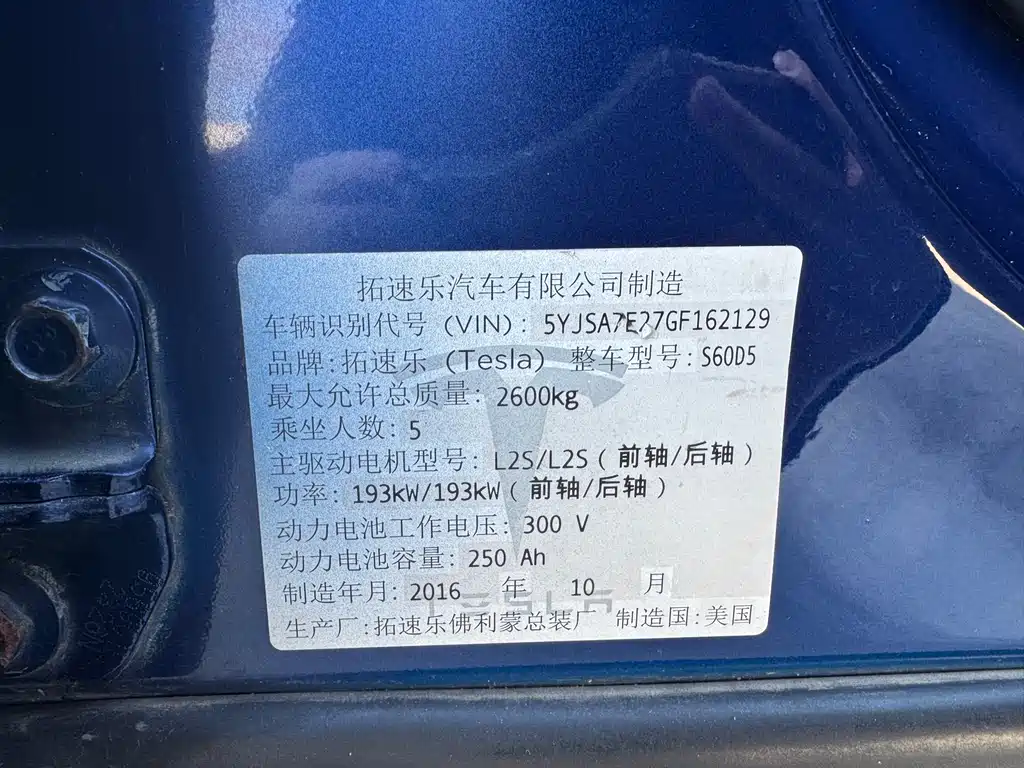 拓速乐汽车有限公司制造
车辆识别代号 (VIN): 5YJSA7E27GF162129
品牌: 拓速乐 (Tesla) 整车型号: S60D5
最大允许总质量: 2600kg
乘坐人数: 5
主驱动电机型号: L2S/L2S (前轴/后轴)
功率: 193kW/193kW (前轴/后轴)
动力电池工作电压: 300 V
动力电池容量: 250 Ah
制造年月: 2016 年 10 月
TESLA
生产厂: 拓速乐佛利蒙总装厂 制造国: 美国